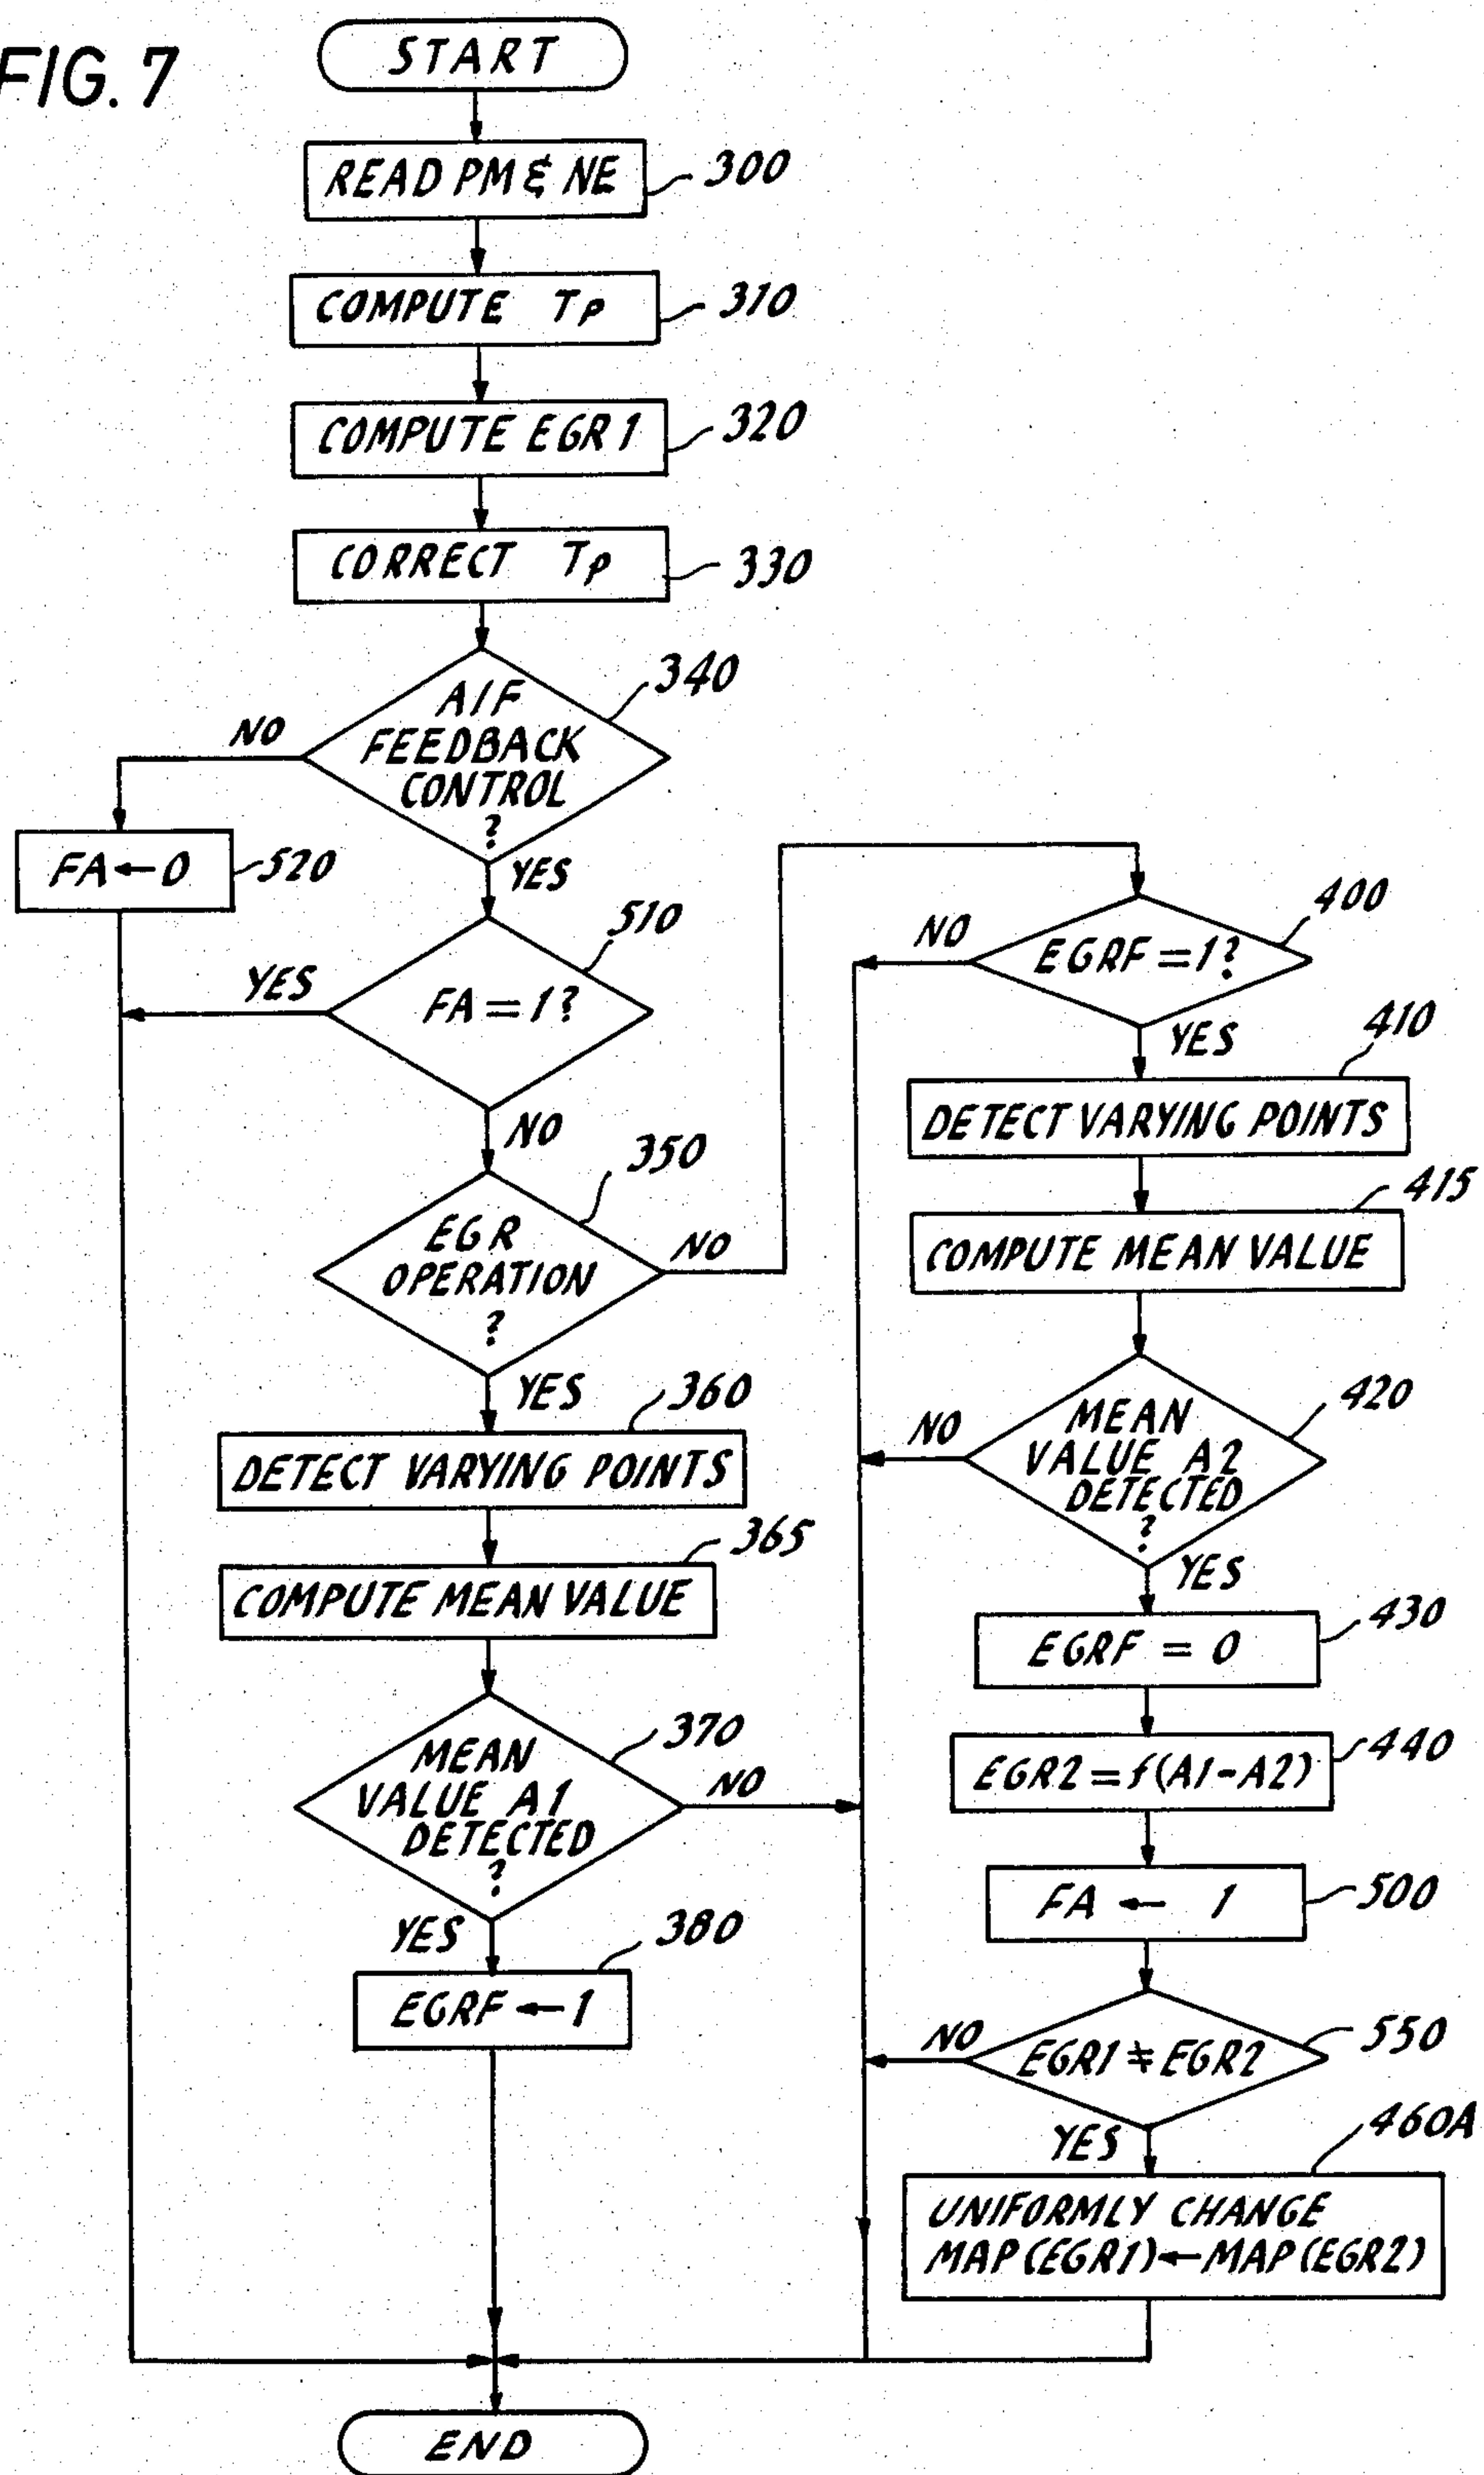 FIG. 7
START
READ PM & NE
300
COMPUTE Tp
310
COMPUTE EGR1
320
CORRECT Tp
330
A/F
FEEDBACK
CONTROL
?
340
NO
YES
FA←0
520
FA=1?
510
YES
NO
EGR
OPERATION
?
350
NO
YES
DETECT VARYING POINTS
360
COMPUTE MEAN VALUE
365
MEAN
VALUE A1
DETECTED
?
370
NO
YES
EGRF←1
380
EGRF=1?
400
NO
YES
DETECT VARYING POINTS
410
COMPUTE MEAN VALUE
415
MEAN
VALUE A2
DETECTED
?
420
NO
YES
EGRF = 0
430
EGR2=f(A1-A2)
440
FA ← 1
500
EGR1≠EGR2
550
NO
YES
UNIFORMLY CHANGE
MAP(EGR1)←MAP(EGR2)
460A
END